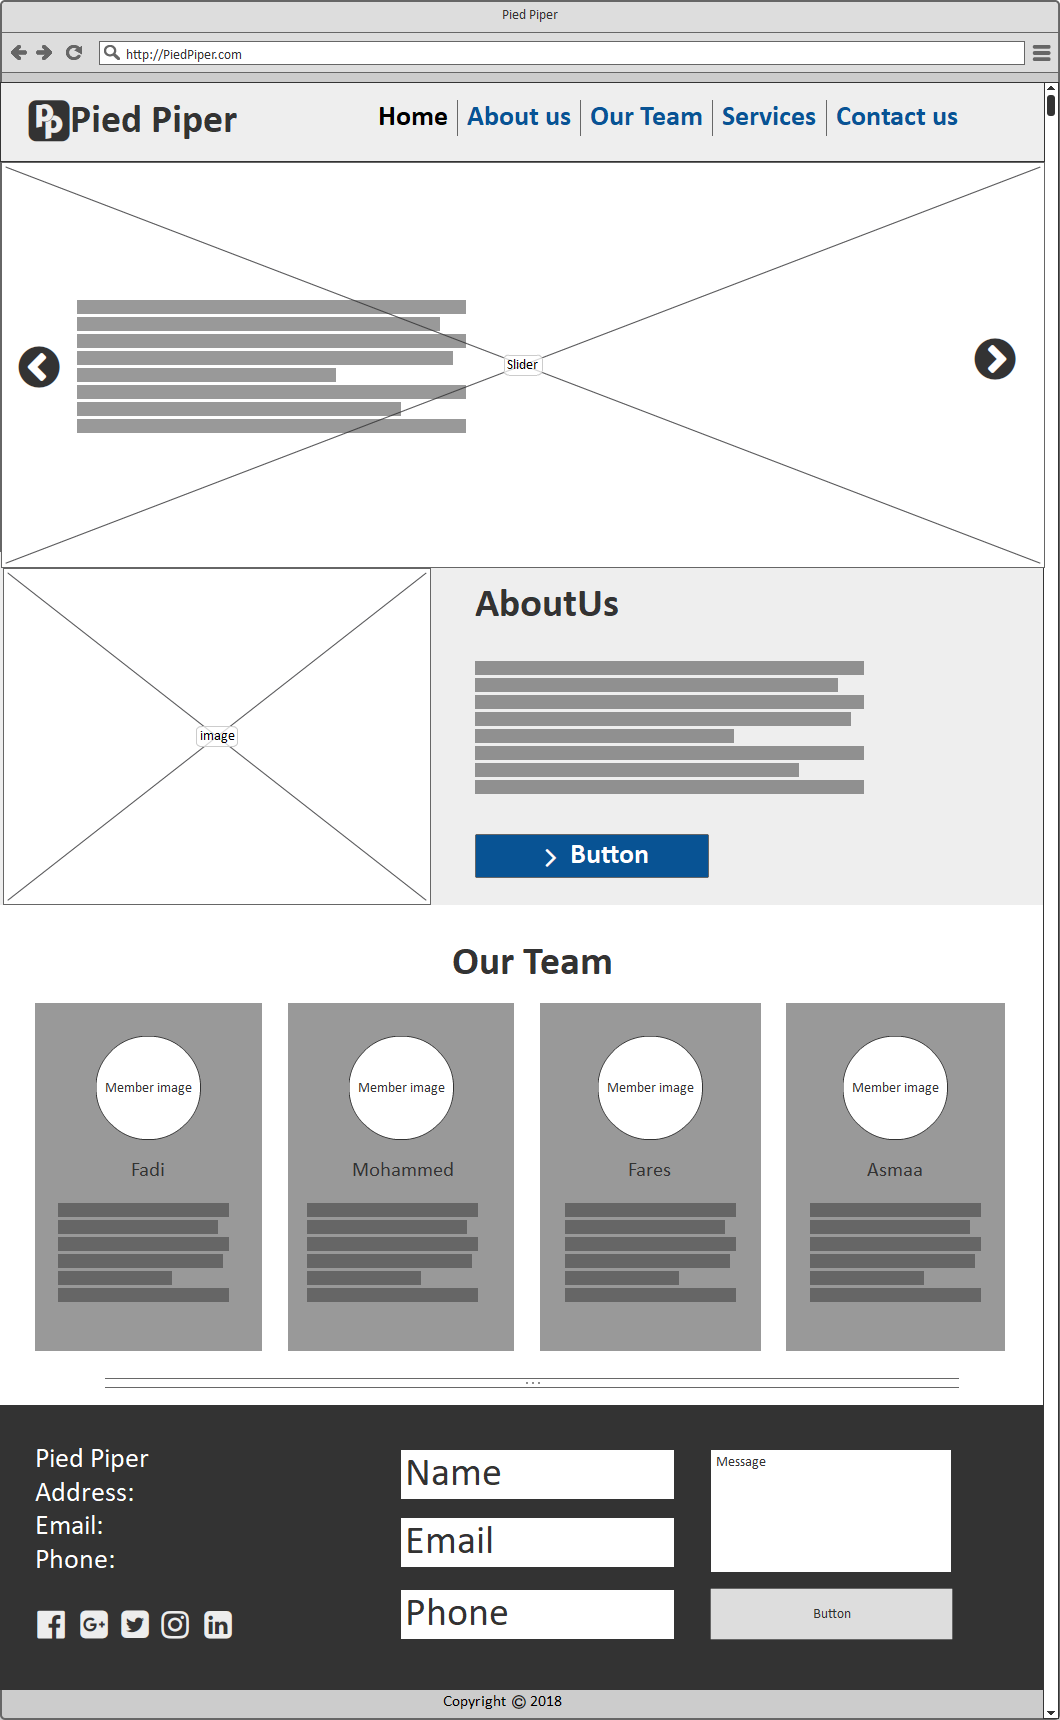 Pied Piper
http://PiedPiper.com
PP Pied Piper
Home About us Our Team Services Contact us
Slider
AboutUs
image
Button
Our Team
Member image Member image Member image Member image
Fadi Mohammed Fares Asmaa
Pied Piper
Address:
Email:
Phone:
Name
Email
Phone
Message
Button
Copyright © 2018